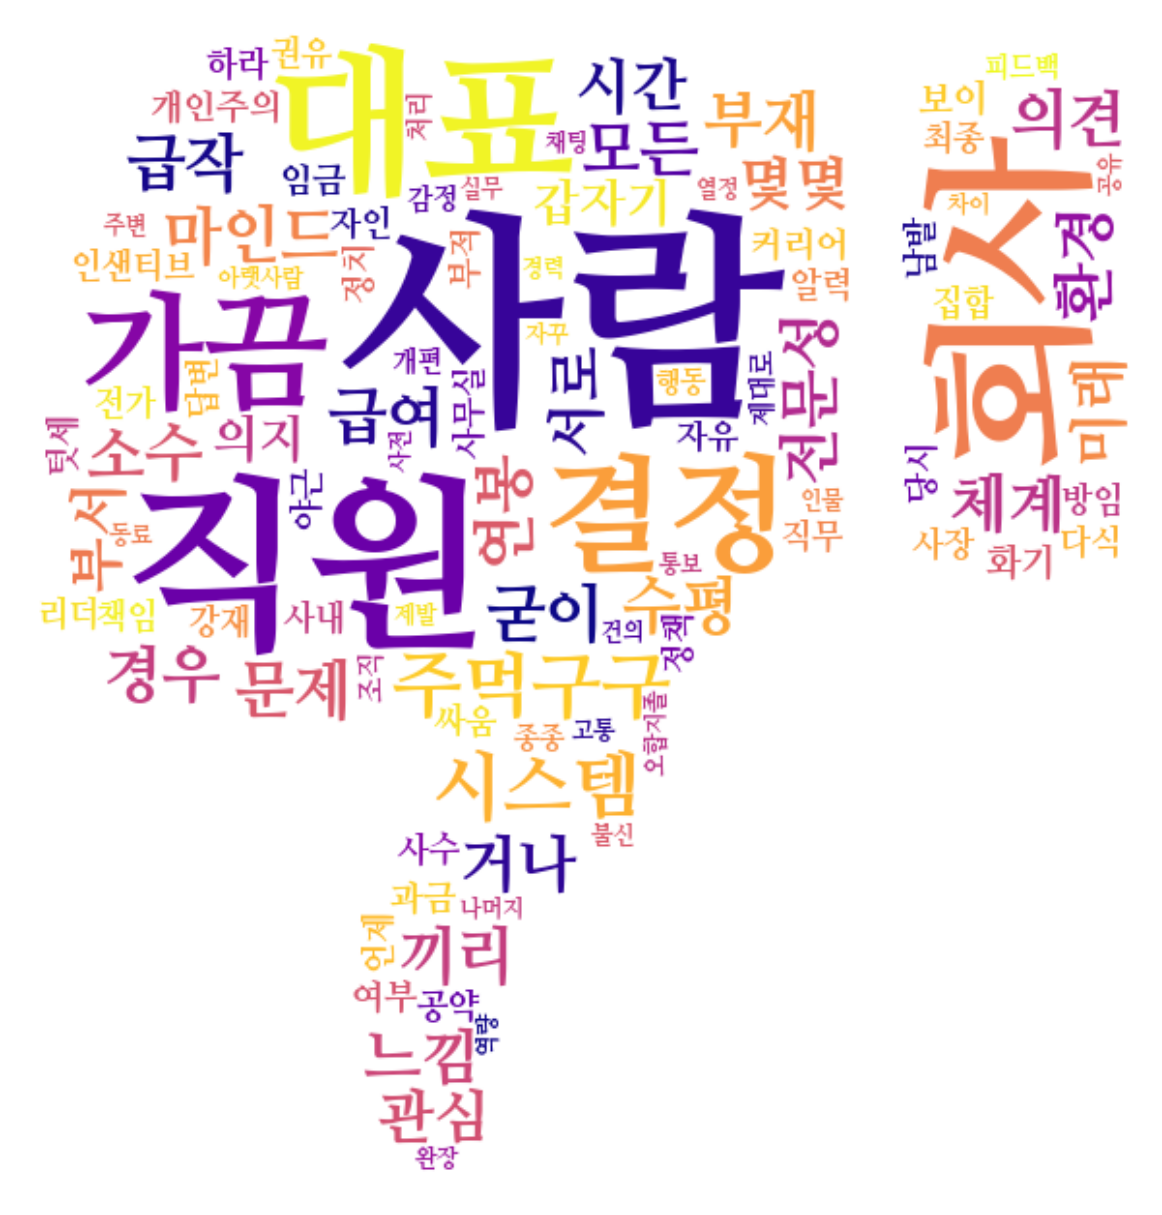 하라
권유
대표
시간
피드백
개인주의
처리
채팅
모든
부재
보이
최종
의견
급작
임금
감정
실무
갑자기
열정
몇몇
공유
주변
마인드
자인
커리어
남발
차이
인샌티브
아랫사람
정치
부적
경력
알력
집합
환경
가끔
사람
자꾸
전문성
회사
개편
전가
답변
급여
사무실
서로
행동
제대로
미래
텃세
소수
의지
사전
자유
당시
부서
동료
직원
야근
연봉
결정
인물
직무
체계
방임
사장
화기
다식
통보
리더책임
강재
사내
제발
굳이
건의
수평
정책
경우
문제
조직
주먹구구
싸움
종종
고통
오합지졸
시스템
불신
사수
거나
과금
나머지
언제
끼리
여부
공약
역량
느낌
관심
완장